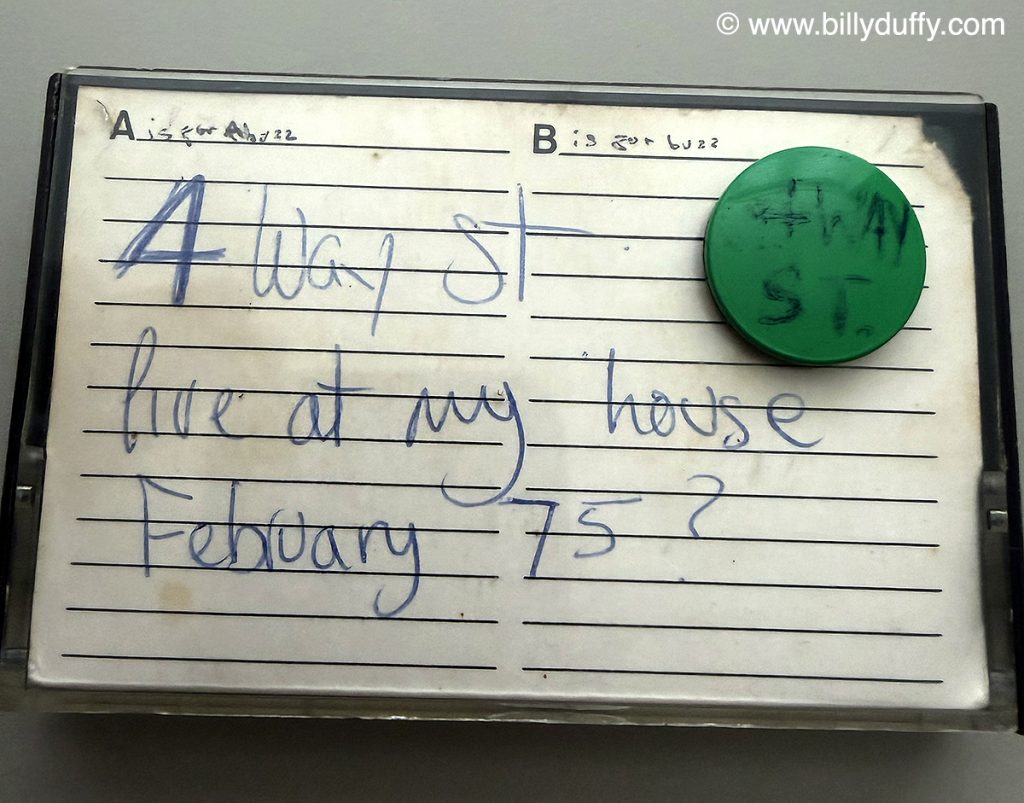 © www.billyduffy.com
A is for Abuzz
B is for buzz
4 Way St
live at my house
February 75?
4 WAY
ST.